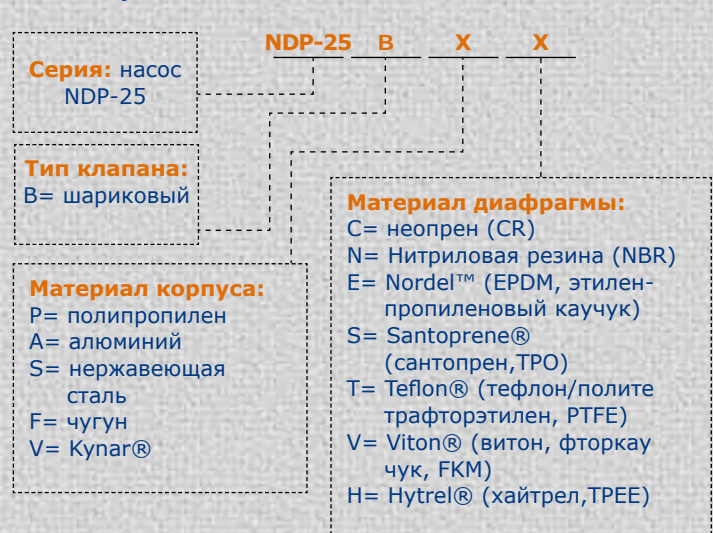 NDP-25 B X X
Серия: насос
NDP-25
Тип клапана:
B= шариковый
Материал корпуса:
P= полипропилен
A= алюминий
S= нержавеющая
сталь
F= чугун
V= Kynar®
Материал диафрагмы:
C= неопрен (CR)
N= Нитриловая резина (NBR)
E= Nordel™ (EPDM, этилен-
пропиленовый каучук)
S= Santoprene®
(сантопрен,TPO)
T= Teflon® (тефлон/полите
трафторэтилен, PTFE)
V= Viton® (витон, фторкау
чук, FKM)
H= Hytrel® (хайтрел,TPEE)